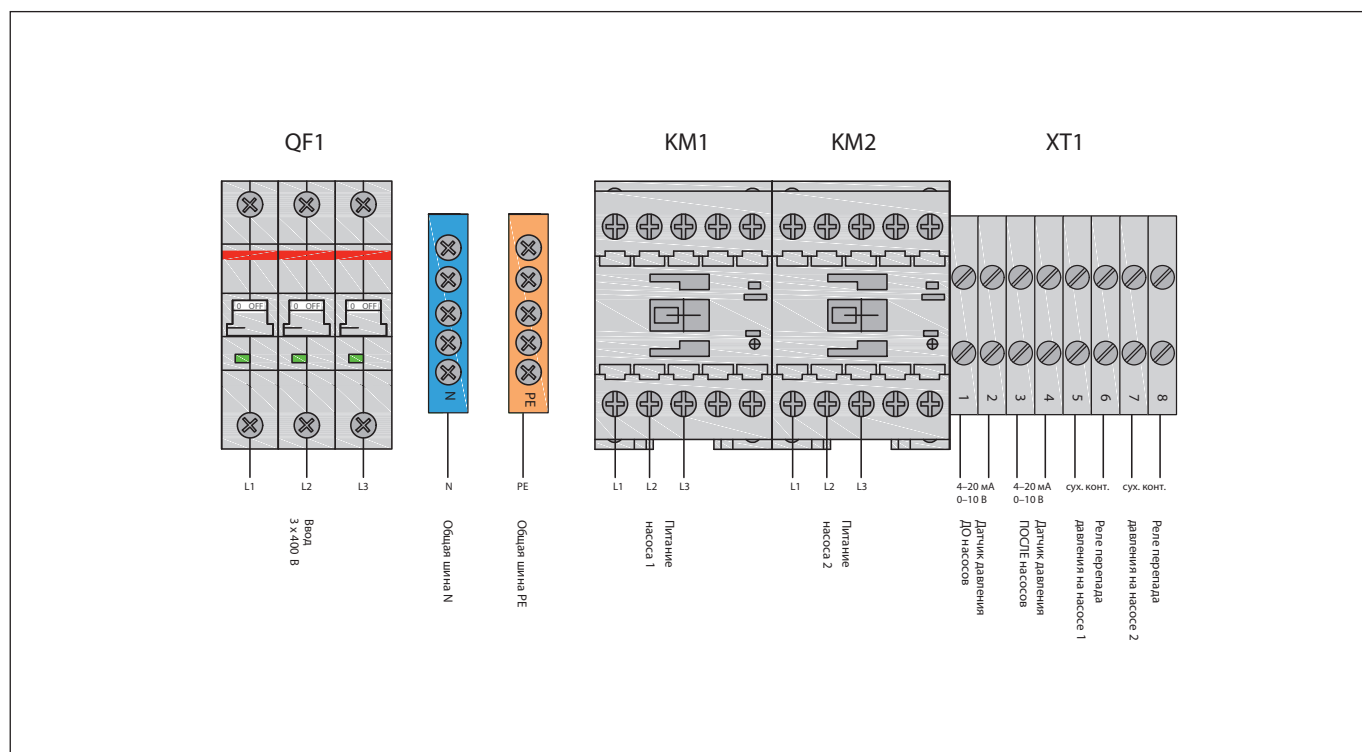 QF1
KM1
KM2
XT1
0 OFF
0 OFF
0 OFF
N
PE
1
2
3
4
5
6
7
8
L1
L2
L3
N
PE
L1
L2
L3
L1
L2
L3
4–20 мА
0–10 В
4–20 мА
0–10 В
сух. конт.
сух. конт.
Ввод
3 x 400 В
Общая шина N
Общая шина PE
Питание
насоса 1
Питание
насоса 2
Датчик давления
ДО насосов
Датчик давления
ПОСЛЕ насосов
Реле перепада
давления на насосе 1
Реле перепада
давления на насосе 2